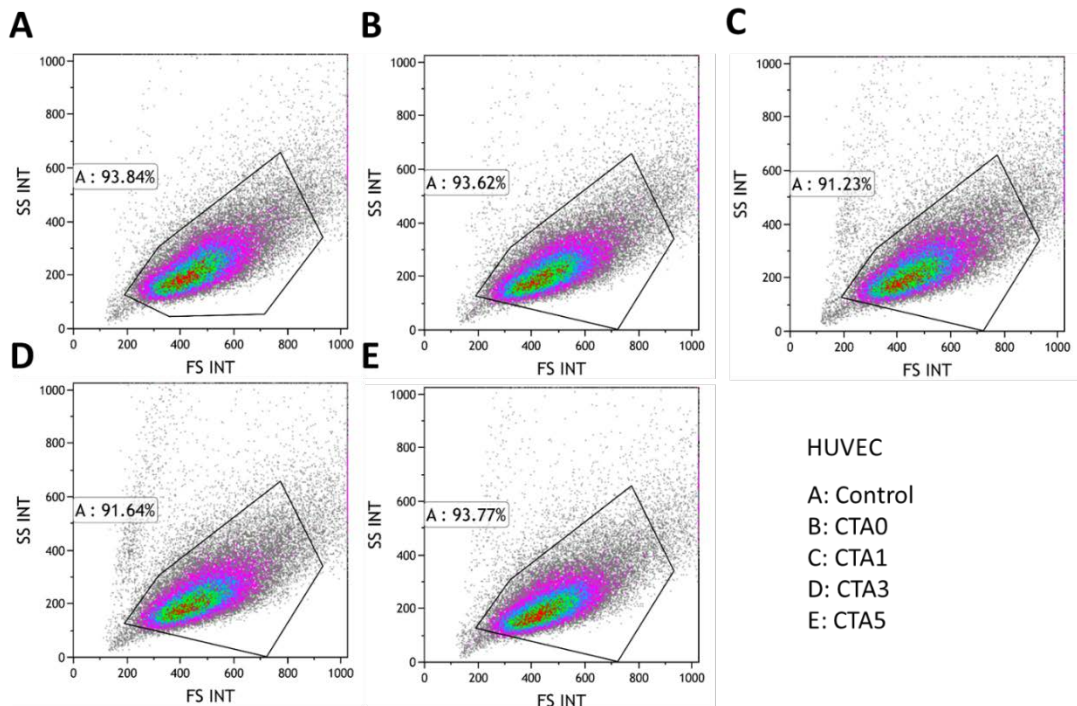 A
B
C
1000
800
600
400
200
0
SS INT
A : 93.84%
0
200
400
600
800
1000
FS INT
1000
800
600
400
200
0
SS INT
A : 93.62%
0
200
400
600
800
1000
FS INT
1000
800
600
400
200
0
SS INT
A : 91.23%
0
200
400
600
800
1000
FS INT
D
E
1000
800
600
400
200
0
SS INT
A : 91.64%
0
200
400
600
800
1000
FS INT
1000
800
600
400
200
0
SS INT
A : 93.77%
0
200
400
600
800
1000
FS INT
HUVEC
A: Control
B: CTA0
C: CTA1
D: CTA3
E: CTA5